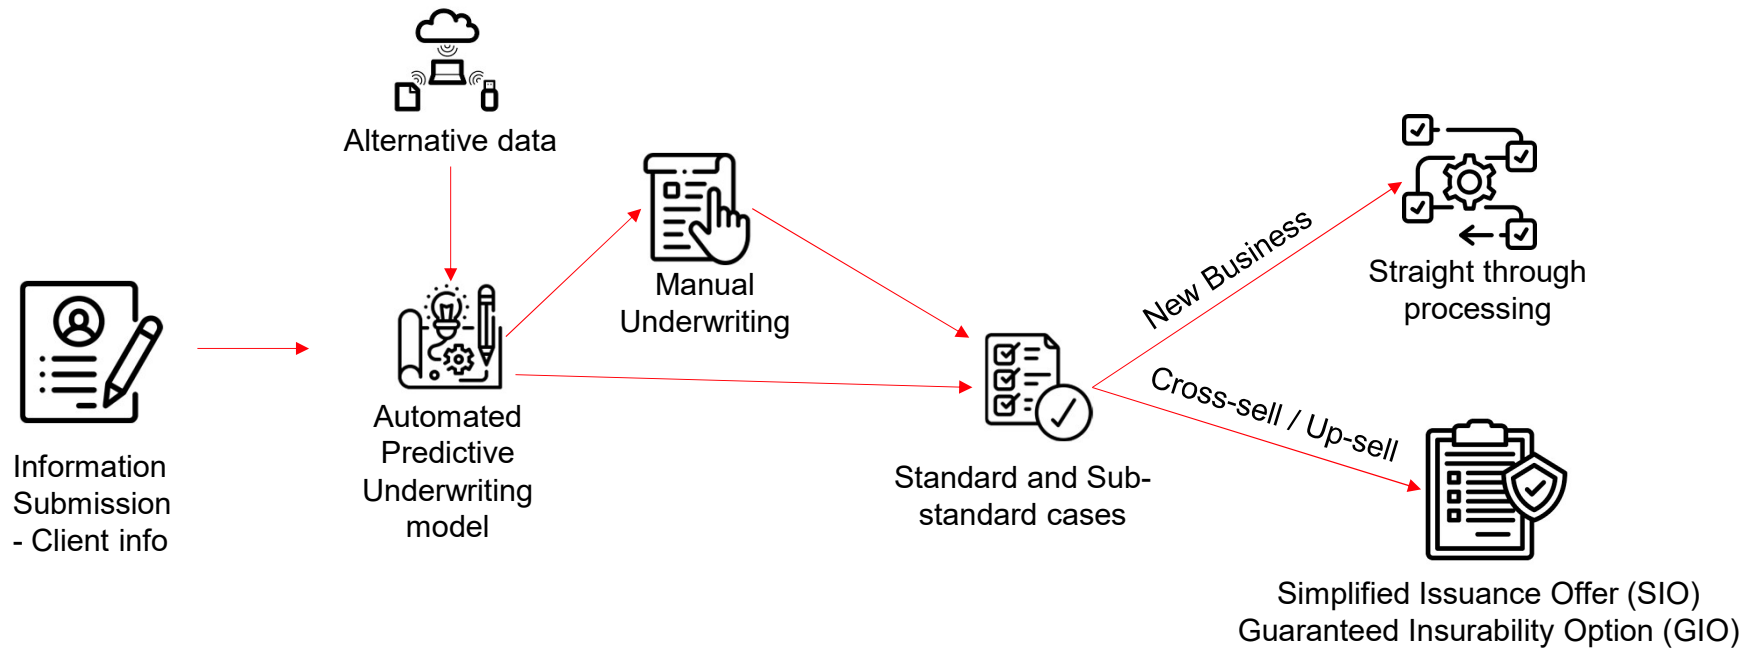 Alternative data
Manual
Underwriting
Information
Submission
- Client info
Automated
Predictive
Underwriting
model
Standard and Sub-
standard cases
New Business
Straight through
processing
Cross-sell / Up-sell
Simplified Issuance Offer (SIO)
Guaranteed Insurability Option (GIO)